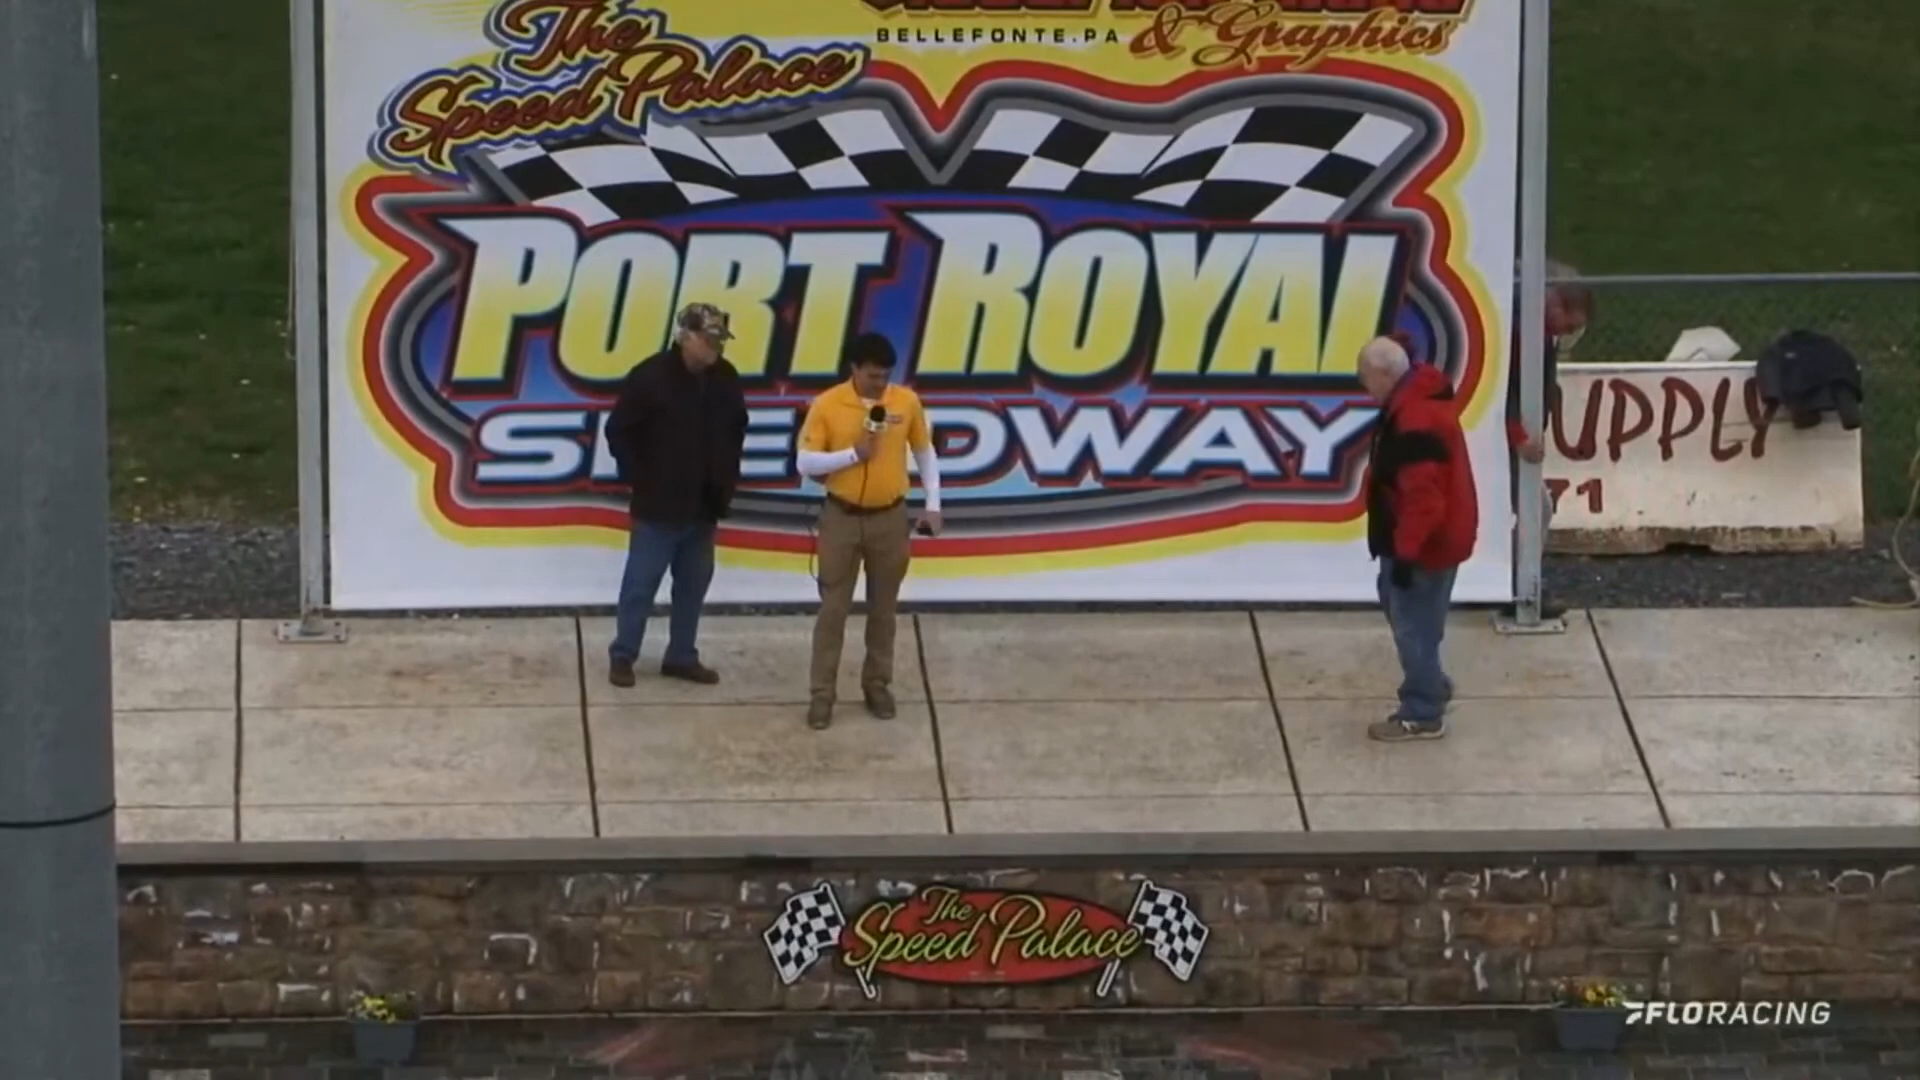 The
Speed Palace
& Graphics
BELLEFONTE.PA
PORT ROYAL
SPEEDWAY
UPPLY
71
The
Speed Palace
FLORACING